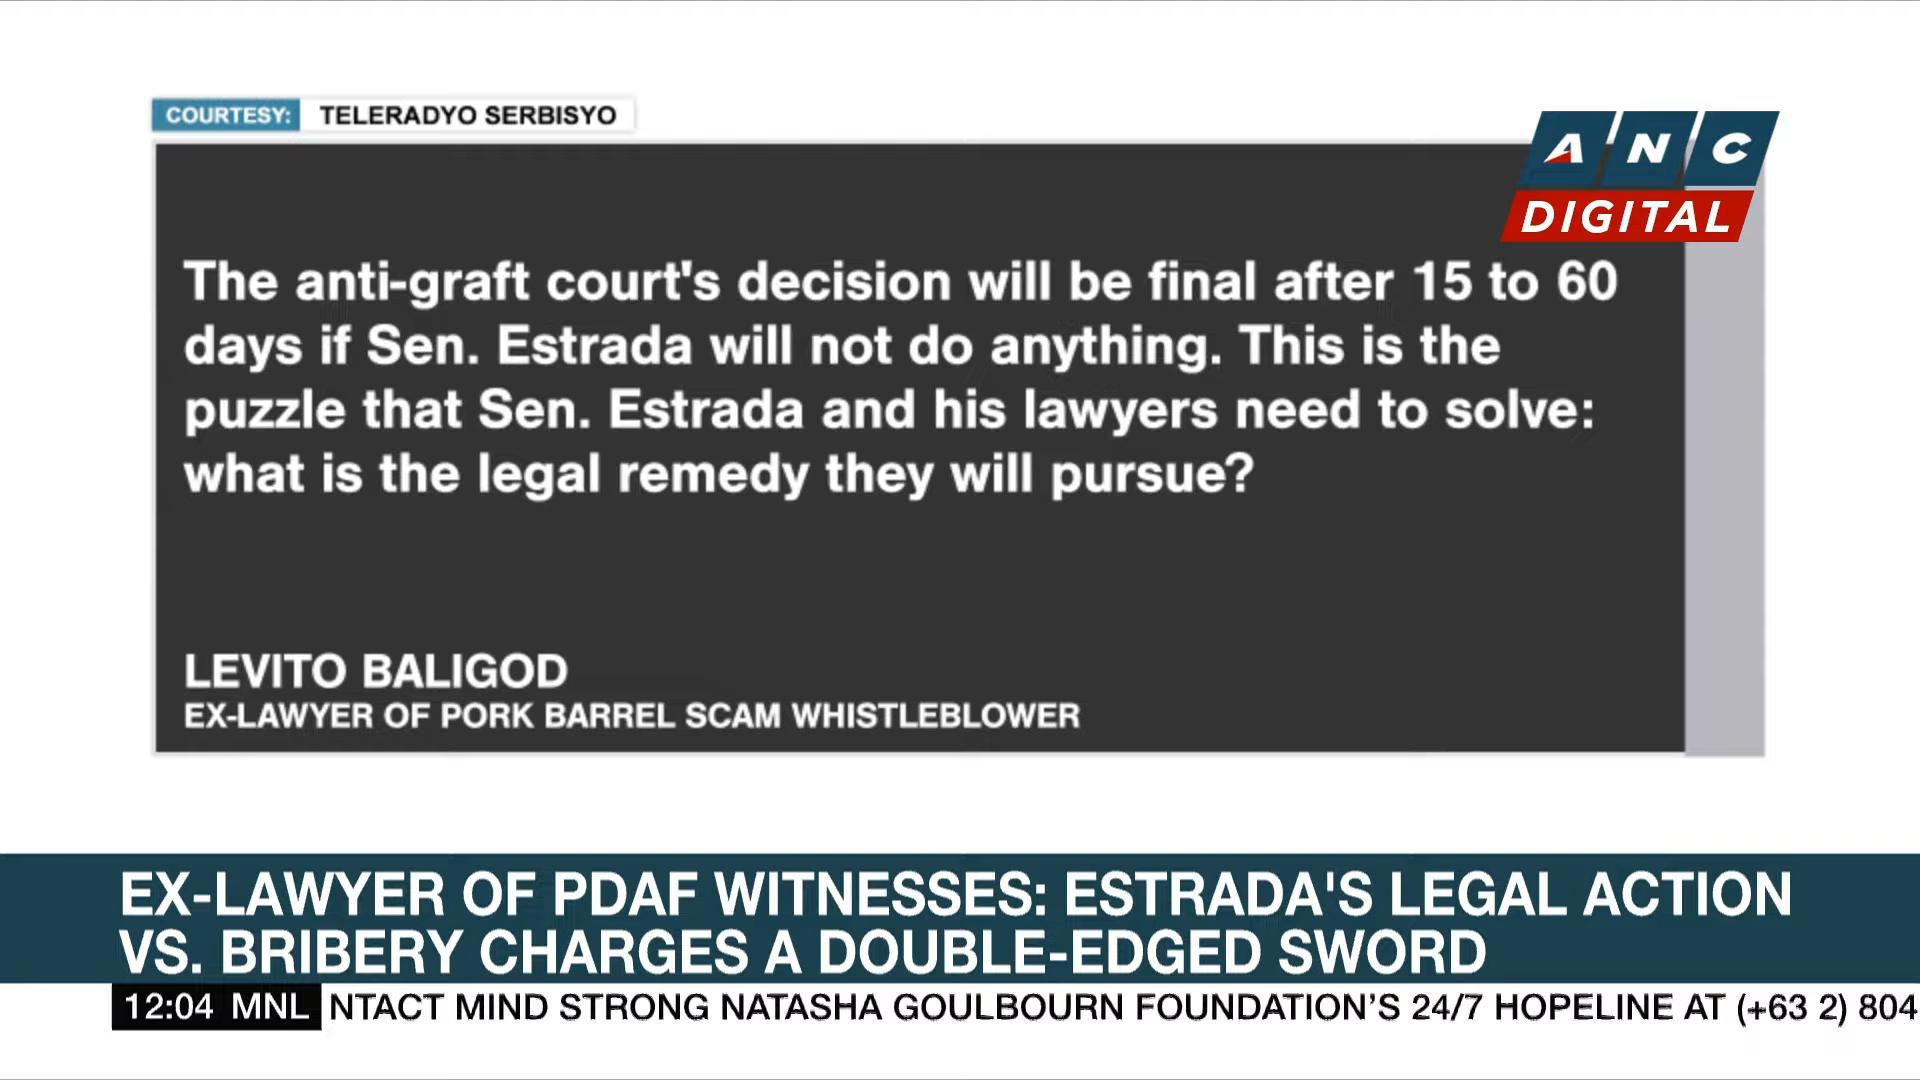 COURTESY: TELERADYO SERBISYO
ANC
DIGITAL
The anti-graft court's decision will be final after 15 to 60
days if Sen. Estrada will not do anything. This is the
puzzle that Sen. Estrada and his lawyers need to solve:
what is the legal remedy they will pursue?
LEVITO BALIGOD
EX-LAWYER OF PORK BARREL SCAM WHISTLEBLOWER
EX-LAWYER OF PDAF WITNESSES: ESTRADA'S LEGAL ACTION
VS. BRIBERY CHARGES A DOUBLE-EDGED SWORD
12:04 MNL NTACT MIND STRONG NATASHA GOULBOURN FOUNDATION'S 24/7 HOPELINE AT (+63 2) 804